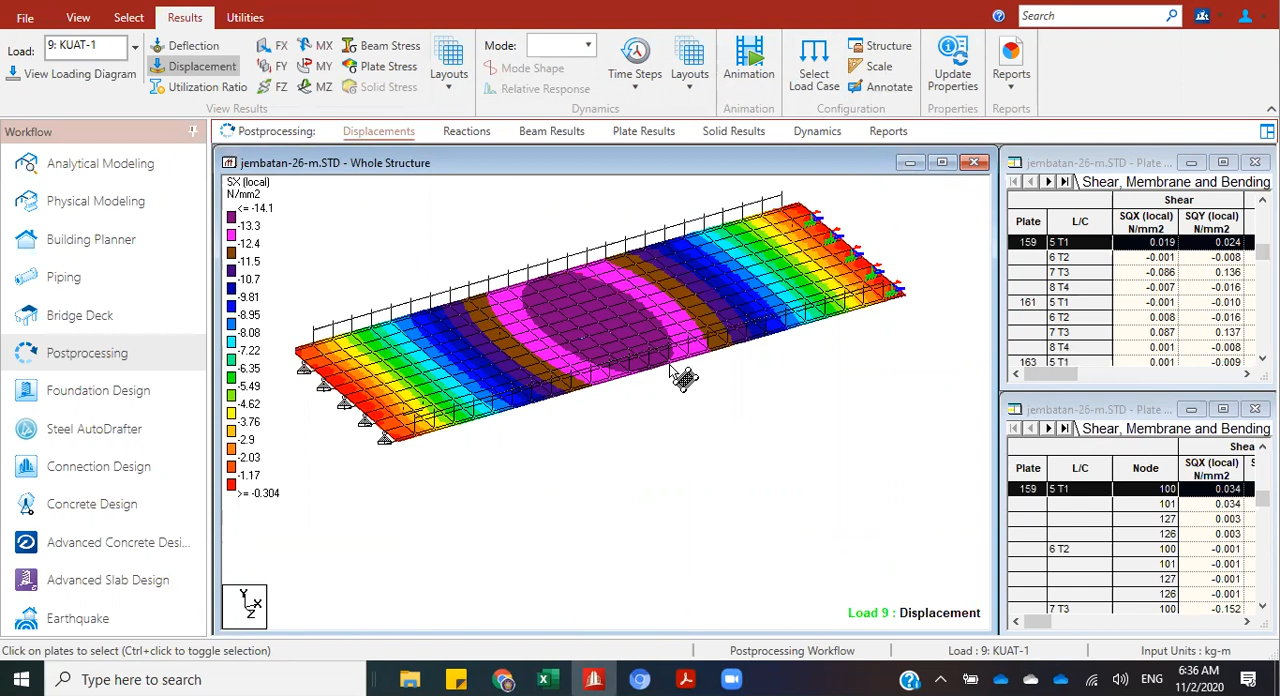 File
View
Select
Results
Utilities
Search
Load:
9: KUAT-1
View Loading Diagram
Deflection
Displacement
Utilization Ratio
FX
FY
FZ
MX
MY
MZ
Beam Stress
Plate Stress
Solid Stress
Layouts
View Results
Mode:
Mode Shape
Relative Response
Time Steps
Layouts
Dynamics
Animation
Animation
Select
Load Case
Structure
Scale
Annotate
Configuration
Update
Properties
Properties
Reports
Reports
Workflow
Analytical Modeling
Physical Modeling
Building Planner
Piping
Bridge Deck
Postprocessing
Foundation Design
Steel AutoDrafter
Connection Design
Concrete Design
Advanced Concrete Desi...
Advanced Slab Design
Earthquake
Postprocessing:
Displacements
Reactions
Beam Results
Plate Results
Solid Results
Dynamics
Reports
jembatan-26-m.STD - Whole Structure
SX (local)
N/mm2
<= -14.1
-13.3
-12.4
-11.5
-10.7
-9.81
-8.95
-8.08
-7.22
-6.35
-5.49
-4.62
-3.76
-2.9
-2.03
-1.17
>= -0.304
Y
X
Z
Load 9 : Displacement
jembatan-26-m.STD - Plate ...
Shear, Membrane and Bending
Shear
Plate L/C SQX (local) N/mm2 SQY (local) N/mm2
159 5 T1 0.019 0.024
6 T2 -0.001 -0.008
7 T3 -0.086 0.136
8 T4 -0.007 -0.016
161 5 T1 -0.001 -0.010
6 T2 0.008 -0.016
7 T3 0.087 0.137
8 T4 -0.002 -0.016
163 5 T1 0.001 -0.009
jembatan-26-m.STD - Plate ...
Shear, Membrane and Bending
Shea
Plate L/C Node SQX (local) N/mm2 S
159 5 T1 100 0.034
101 0.034
127 0.003
126 0.003
6 T2 100 -0.001
101 -0.001
127 -0.001
126 -0.001
7 T3 100 -0.152
Click on plates to select (Ctrl+click to toggle selection)
Postprocessing Workflow
Load : 9: KUAT-1
Input Units : kg-m
Type here to search
ENG
6:36 AM
11/2/2020